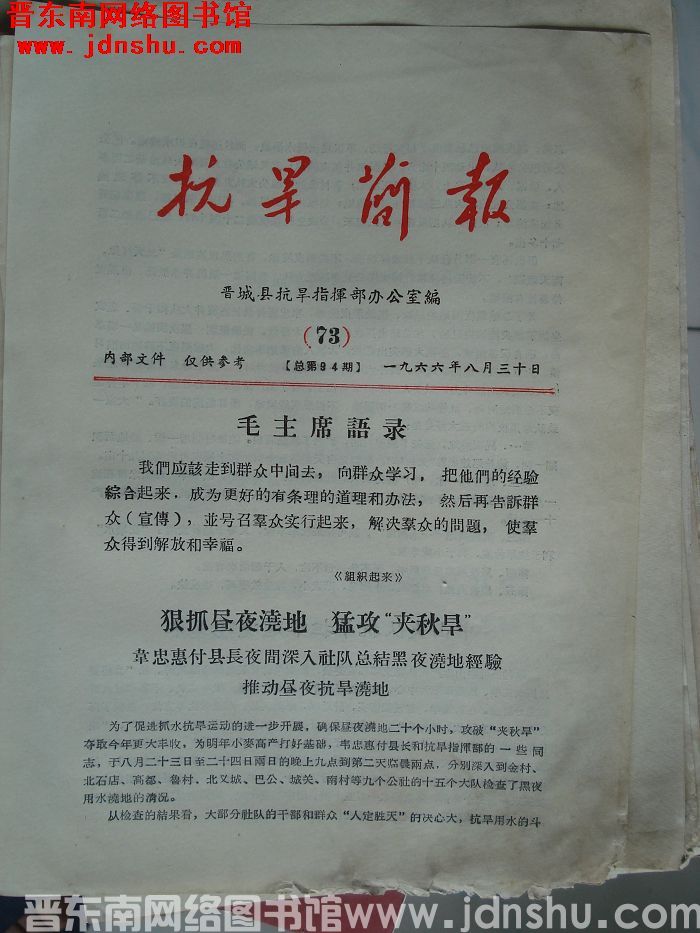 晋东南网络图书馆
www.jdnshu.com
抗旱简报
晋城县抗旱指揮部办公室編
(73)
内部文件 仅供参考 【总第94期】 一九六六年八月三十日
毛主席語录
我們应該走到群众中間去，向群众学习，把他們的经驗
綜合起来，成为更好的有条理的道理和办法，然后再告訴群
众（宣傳），並号召羣众实行起来，解决羣众的問題，使羣
众得到解放和幸福。
《組織起来》
狠抓昼夜澆地 猛攻“夹秋旱”
韋忠惠付县長夜間深入社队总結黑夜澆地經驗
推动昼夜抗旱澆地
为了促进抓水抗旱运动的进一步开展，确保昼夜澆地二十个小时，攻破“夹秋旱”
夺取今年更大丰收，为明年小麥高产打好基础，韦忠惠付县长和抗旱指揮部的一些同
志，于八月二十三日至二十四日兩日的晚上九点到第二天临晨兩点，分别深入到金村、
北石店、高都、魯村、北义城、巴公、城关、南村等九个公社的十五个大队检查了黑夜
用水澆地的情况。
从检查的結果看，大部分社队的干部和群众“人定胜天”的决心大，抗旱用水的斗
晋东南网络图书馆www.jdnshu.com